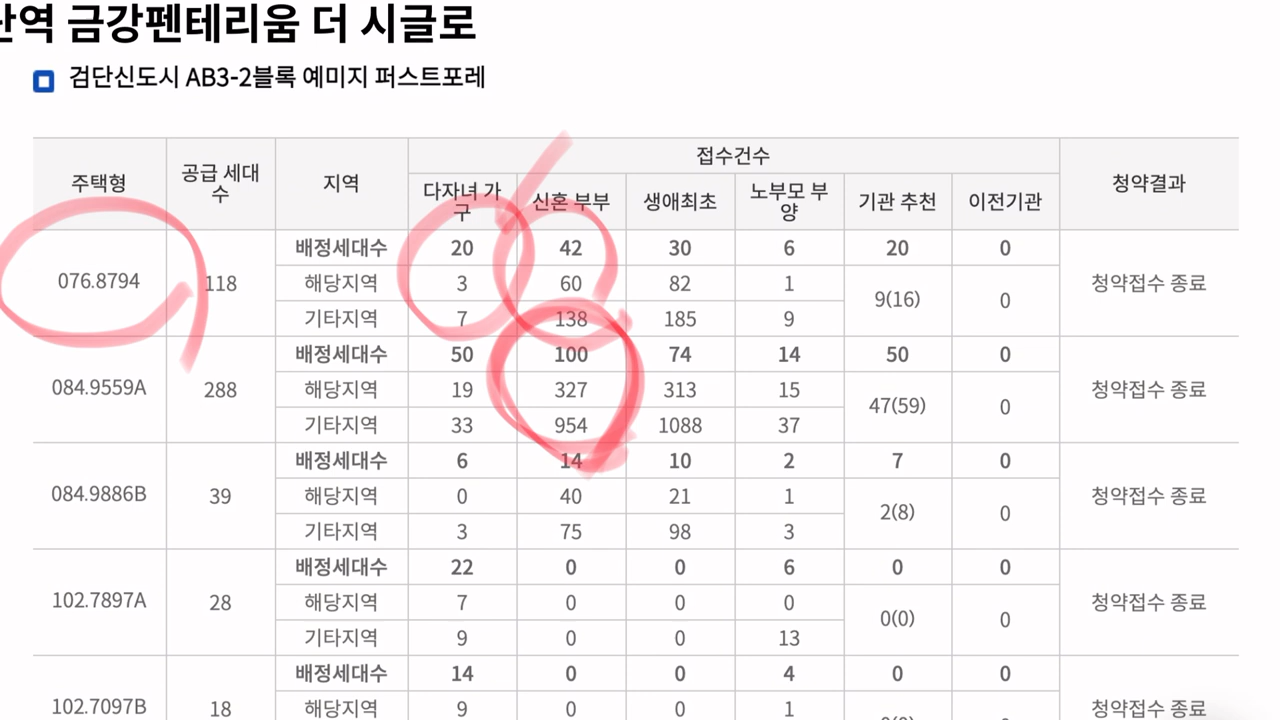 단역 금강펜테리움 더 시글로
검단신도시 AB3-2블록 예미지 퍼스트포레
주택형 공급 세대수 지역 접수건수 청약결과
다자녀 가구 신혼 부부 생애최초 노부모 부양 기관 추천 이전기관
076.8794 118 배정세대수 20 42 30 6 20 0 청약접수 종료
해당지역 3 60 82 1 9(16) 0
기타지역 7 138 185 9
084.9559A 288 배정세대수 50 100 74 14 50 0 청약접수 종료
해당지역 19 327 313 15 47(59) 0
기타지역 33 954 1088 37
084.9886B 39 배정세대수 6 14 10 2 7 0 청약접수 종료
해당지역 0 40 21 1 2(8) 0
기타지역 3 75 98 3
102.7897A 28 배정세대수 22 0 0 6 0 0 청약접수 종료
해당지역 7 0 0 0 0(0) 0
기타지역 9 0 0 13
102.7097B 18 배정세대수 14 0 0 4 0 0 청약접수 종료
해당지역 9 0 0 1